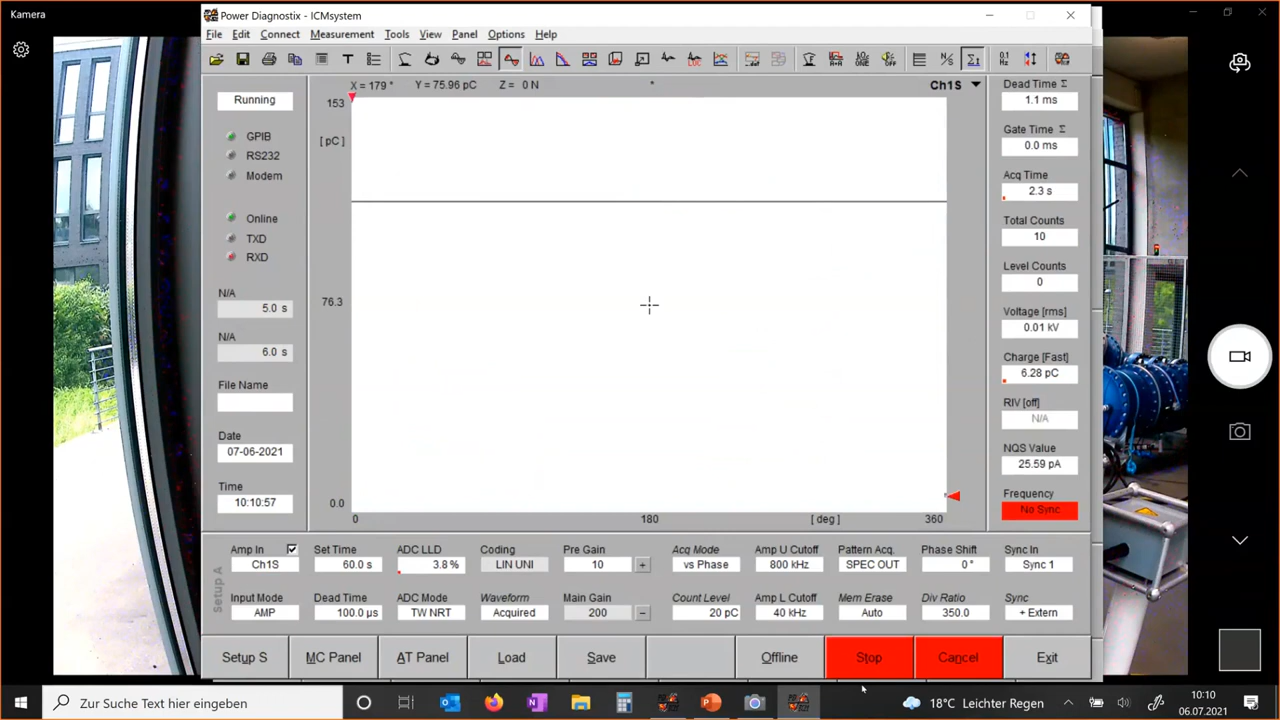 Kamera
Power Diagnostix - ICMsystem
File Edit Connect Measurement Tools View Panel Options Help
X = 179 ° Y = 75.96 pC Z = 0 N ° Ch1S
Running
GPIB
RS232
Modem
Online
TXD
RXD
N/A
5.0 s
N/A
6.0 s
File Name
Date
07-06-2021
Time
10:10:57
153
[ pC ]
76.3
0.0
0 180 [ deg ] 360
Dead Time Σ
1.1 ms
Gate Time Σ
0.0 ms
Acq Time
2.3 s
Total Counts
10
Level Counts
0
Voltage [rms]
0.01 kV
Charge [Fast]
6.28 pC
RIV [off]
N/A
NQS Value
25.59 pA
Frequency
No Sync
Setup A
Amp In Set Time ADC LLD Coding Pre Gain Acq Mode Amp U Cutoff Pattern Acq. Phase Shift Sync In
Ch1S 60.0 s 3.8 % LIN UNI 10 + vs Phase 800 kHz SPEC OUT 0 ° Sync 1
Input Mode Dead Time ADC Mode Waveform Main Gain Count Level Amp L Cutoff Mem Erase Div Ratio Sync
AMP 100.0 µs TW NRT Acquired 200 - 20 pC 40 kHz Auto 350.0 + Extern
Setup S MC Panel AT Panel Load Save Offline Stop Cancel Exit
Zur Suche Text hier eingeben
18°C Leichter Regen
10:10
06.07.2021